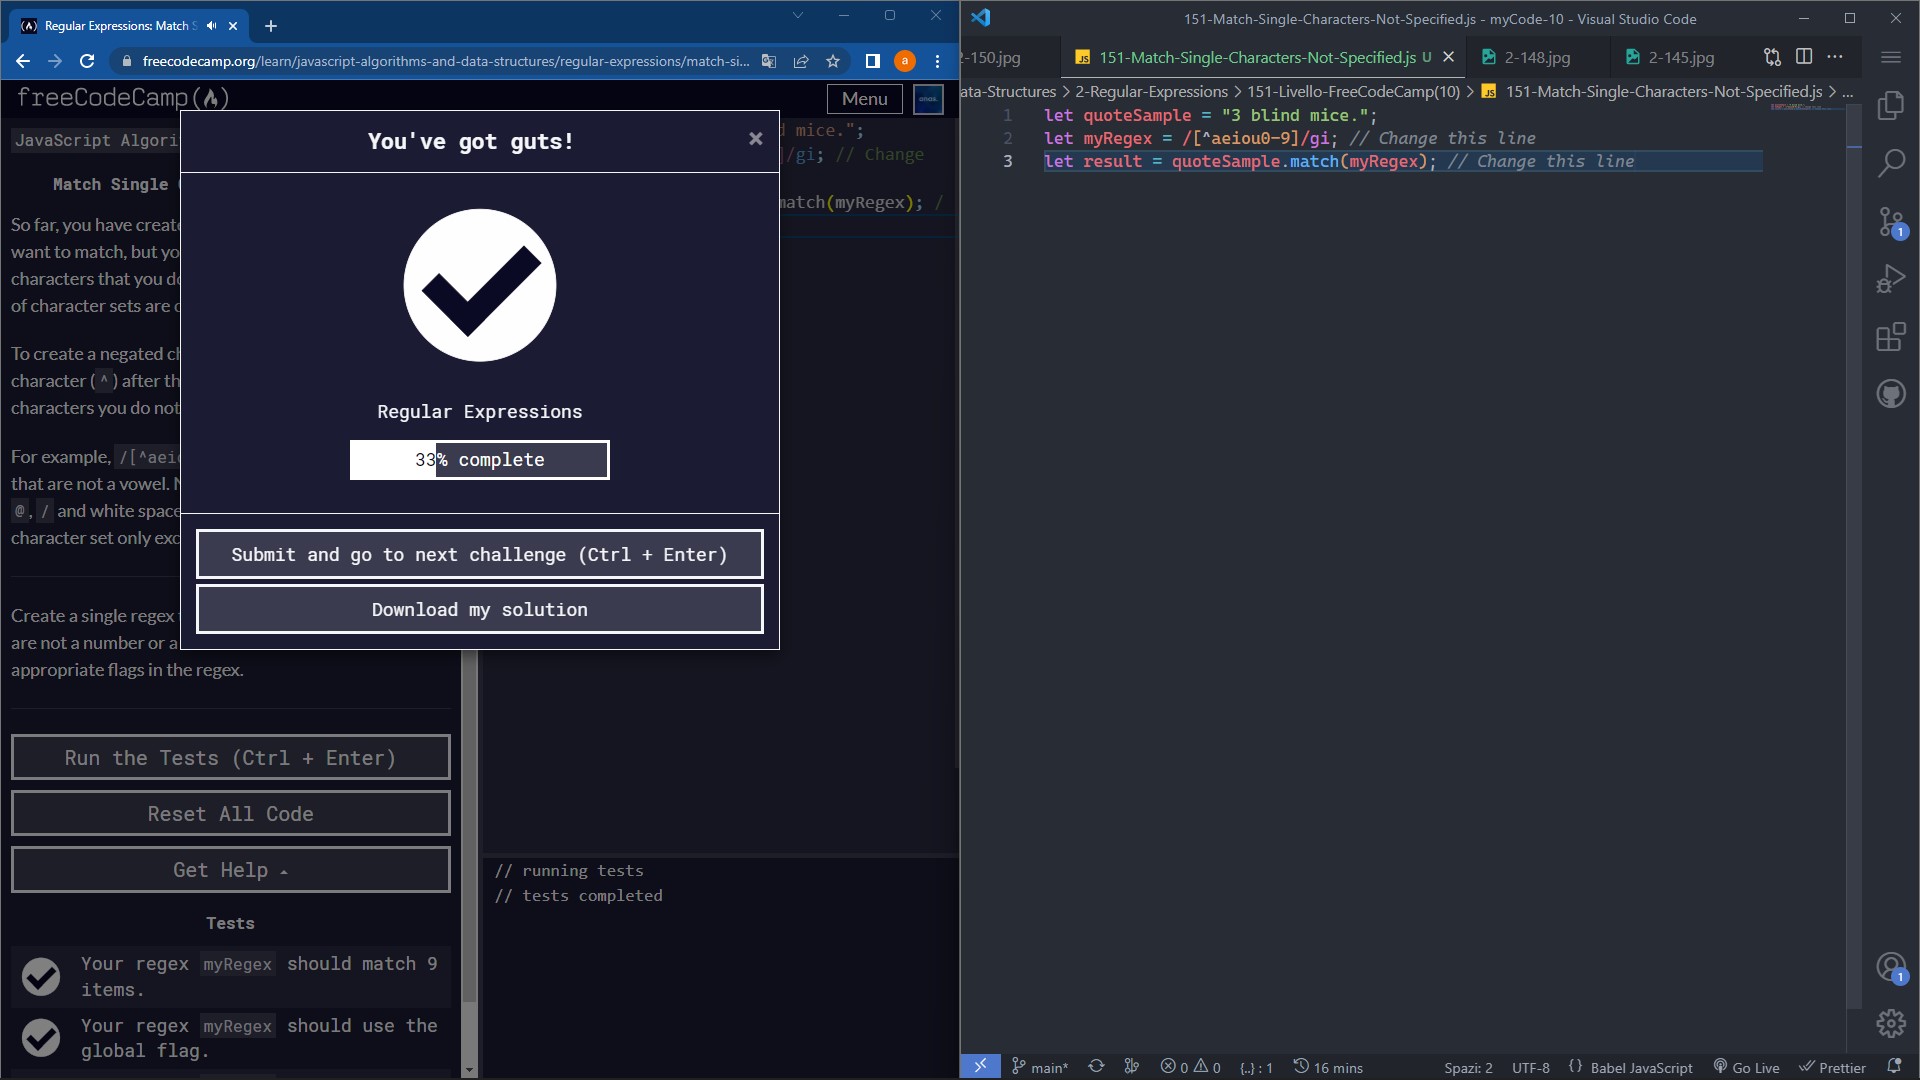 Regular Expressions: Match S
freecodecamp.org/learn/javascript-algorithms-and-data-structures/regular-expressions/match-si...
a
freeCodeCamp(🔥)
Menu
JavaScript Algori
Match Single
So far, you have create
want to match, but yo
characters that you do
of character sets are c
To create a negated ch
character ( ^ ) after th
characters you do not
For example, /[^aei
that are not a vowel. N
@, / and white space
character set only exc
Create a single regex
are not a number or a
appropriate flags in the regex.
Run the Tests (Ctrl + Enter)
Reset All Code
Get Help
Tests
Your regex myRegex should match 9
items.
Your regex myRegex should use the
global flag.
d mice.";
]/gi; // Change
match(myRegex); /
// running tests
// tests completed
You've got guts!
×
Regular Expressions
33% complete
Submit and go to next challenge (Ctrl + Enter)
Download my solution
151-Match-Single-Characters-Not-Specified.js - myCode-10 - Visual Studio Code
2-150.jpg
JS 151-Match-Single-Characters-Not-Specified.js U
2-148.jpg
2-145.jpg
ata-Structures > 2-Regular-Expressions > 151-Livello-FreeCodeCamp(10) > JS 151-Match-Single-Characters-Not-Specified.js > ...
1 let quoteSample = "3 blind mice.";
2 let myRegex = /[^aeiou0-9]/gi; // Change this line
3 let result = quoteSample.match(myRegex); // Change this line
1
1
main* 0 0 {..} : 1 16 mins Spazi: 2 UTF-8 {} Babel JavaScript Go Live Prettier